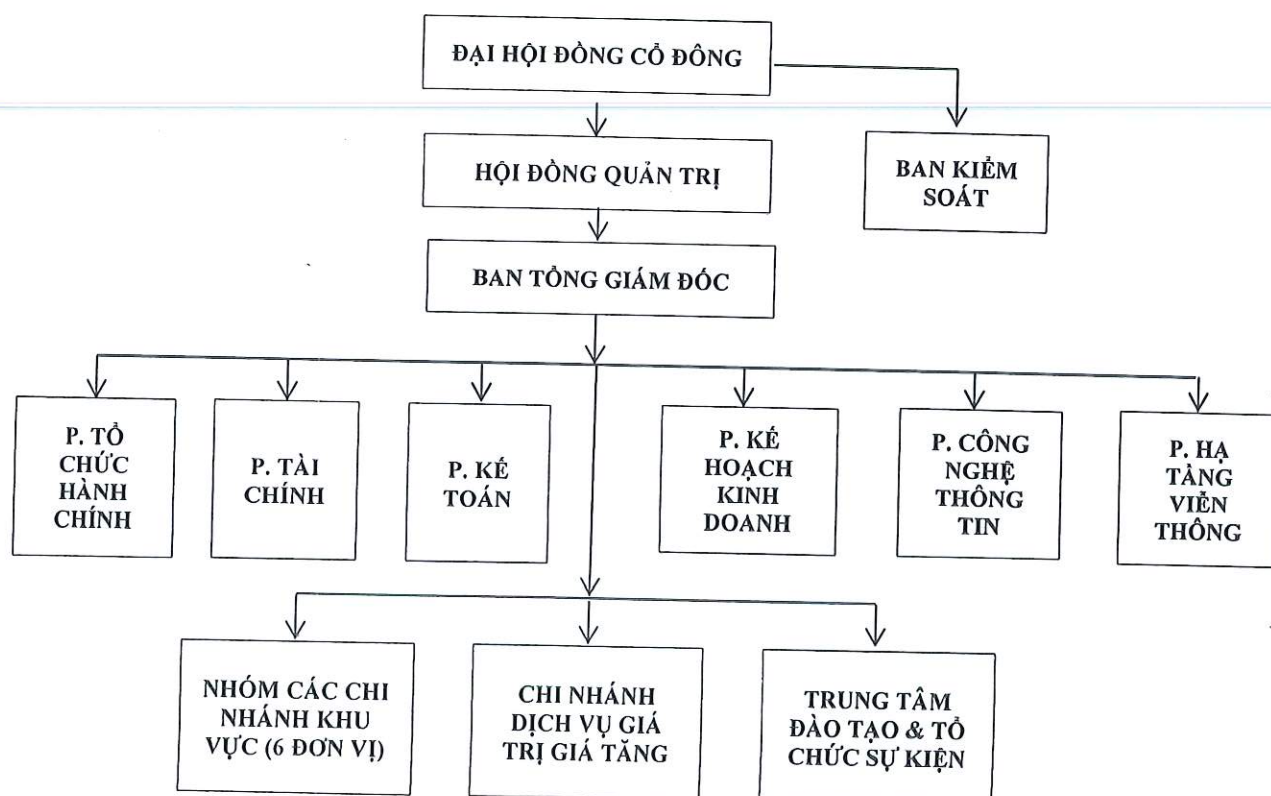 ĐẠI HỘI ĐỒNG CỔ ĐÔNG
HỘI ĐỒNG QUẢN TRỊ
BAN KIỂM
SOÁT
BAN TỔNG GIÁM ĐỐC
P. TỔ
CHỨC
HÀNH
CHÍNH
P. TÀI
CHÍNH
P. KẾ
TOÁN
P. KẾ
HOẠCH
KINH
DOANH
P. CÔNG
NGHỆ
THÔNG
TIN
P. HẠ
TẦNG
VIỄN
THÔNG
NHÓM CÁC CHI
NHÁNH KHU
VỰC (6 ĐƠN VỊ)
CHI NHÁNH
DỊCH VỤ GIÁ
TRỊ GIÁ TĂNG
TRUNG TÂM
ĐÀO TẠO & TỔ
CHỨC SỰ KIỆN